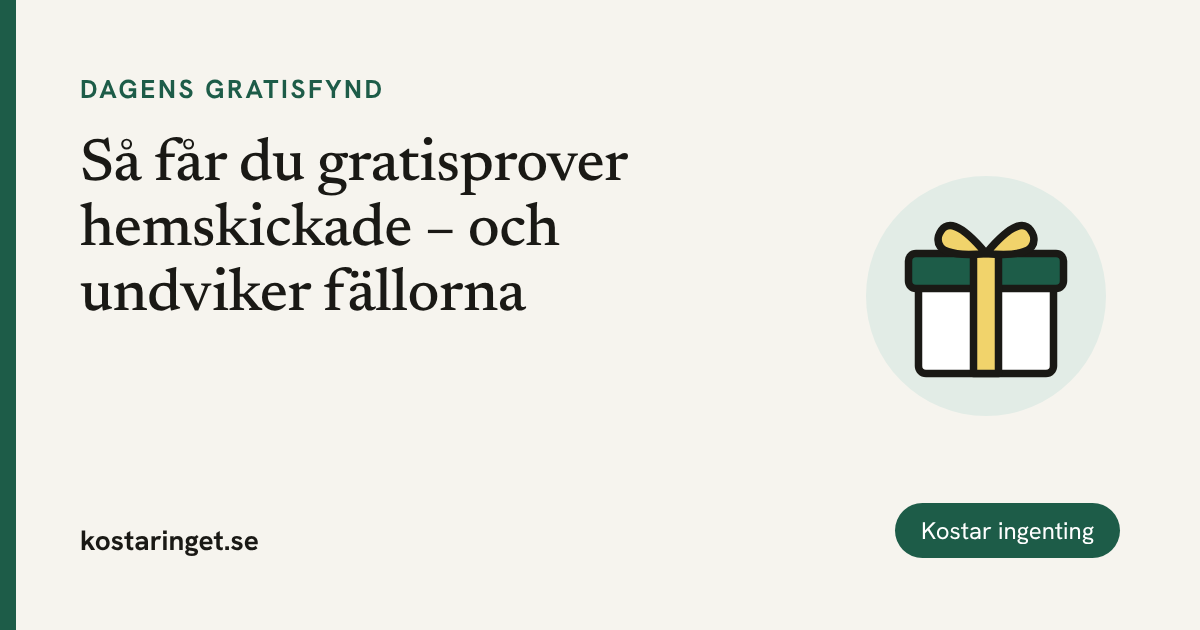 DAGENS GRATISFYND
Så får du gratisprover
hemskickade – och
undviker fällorna
kostaringet.se
Kostar ingenting